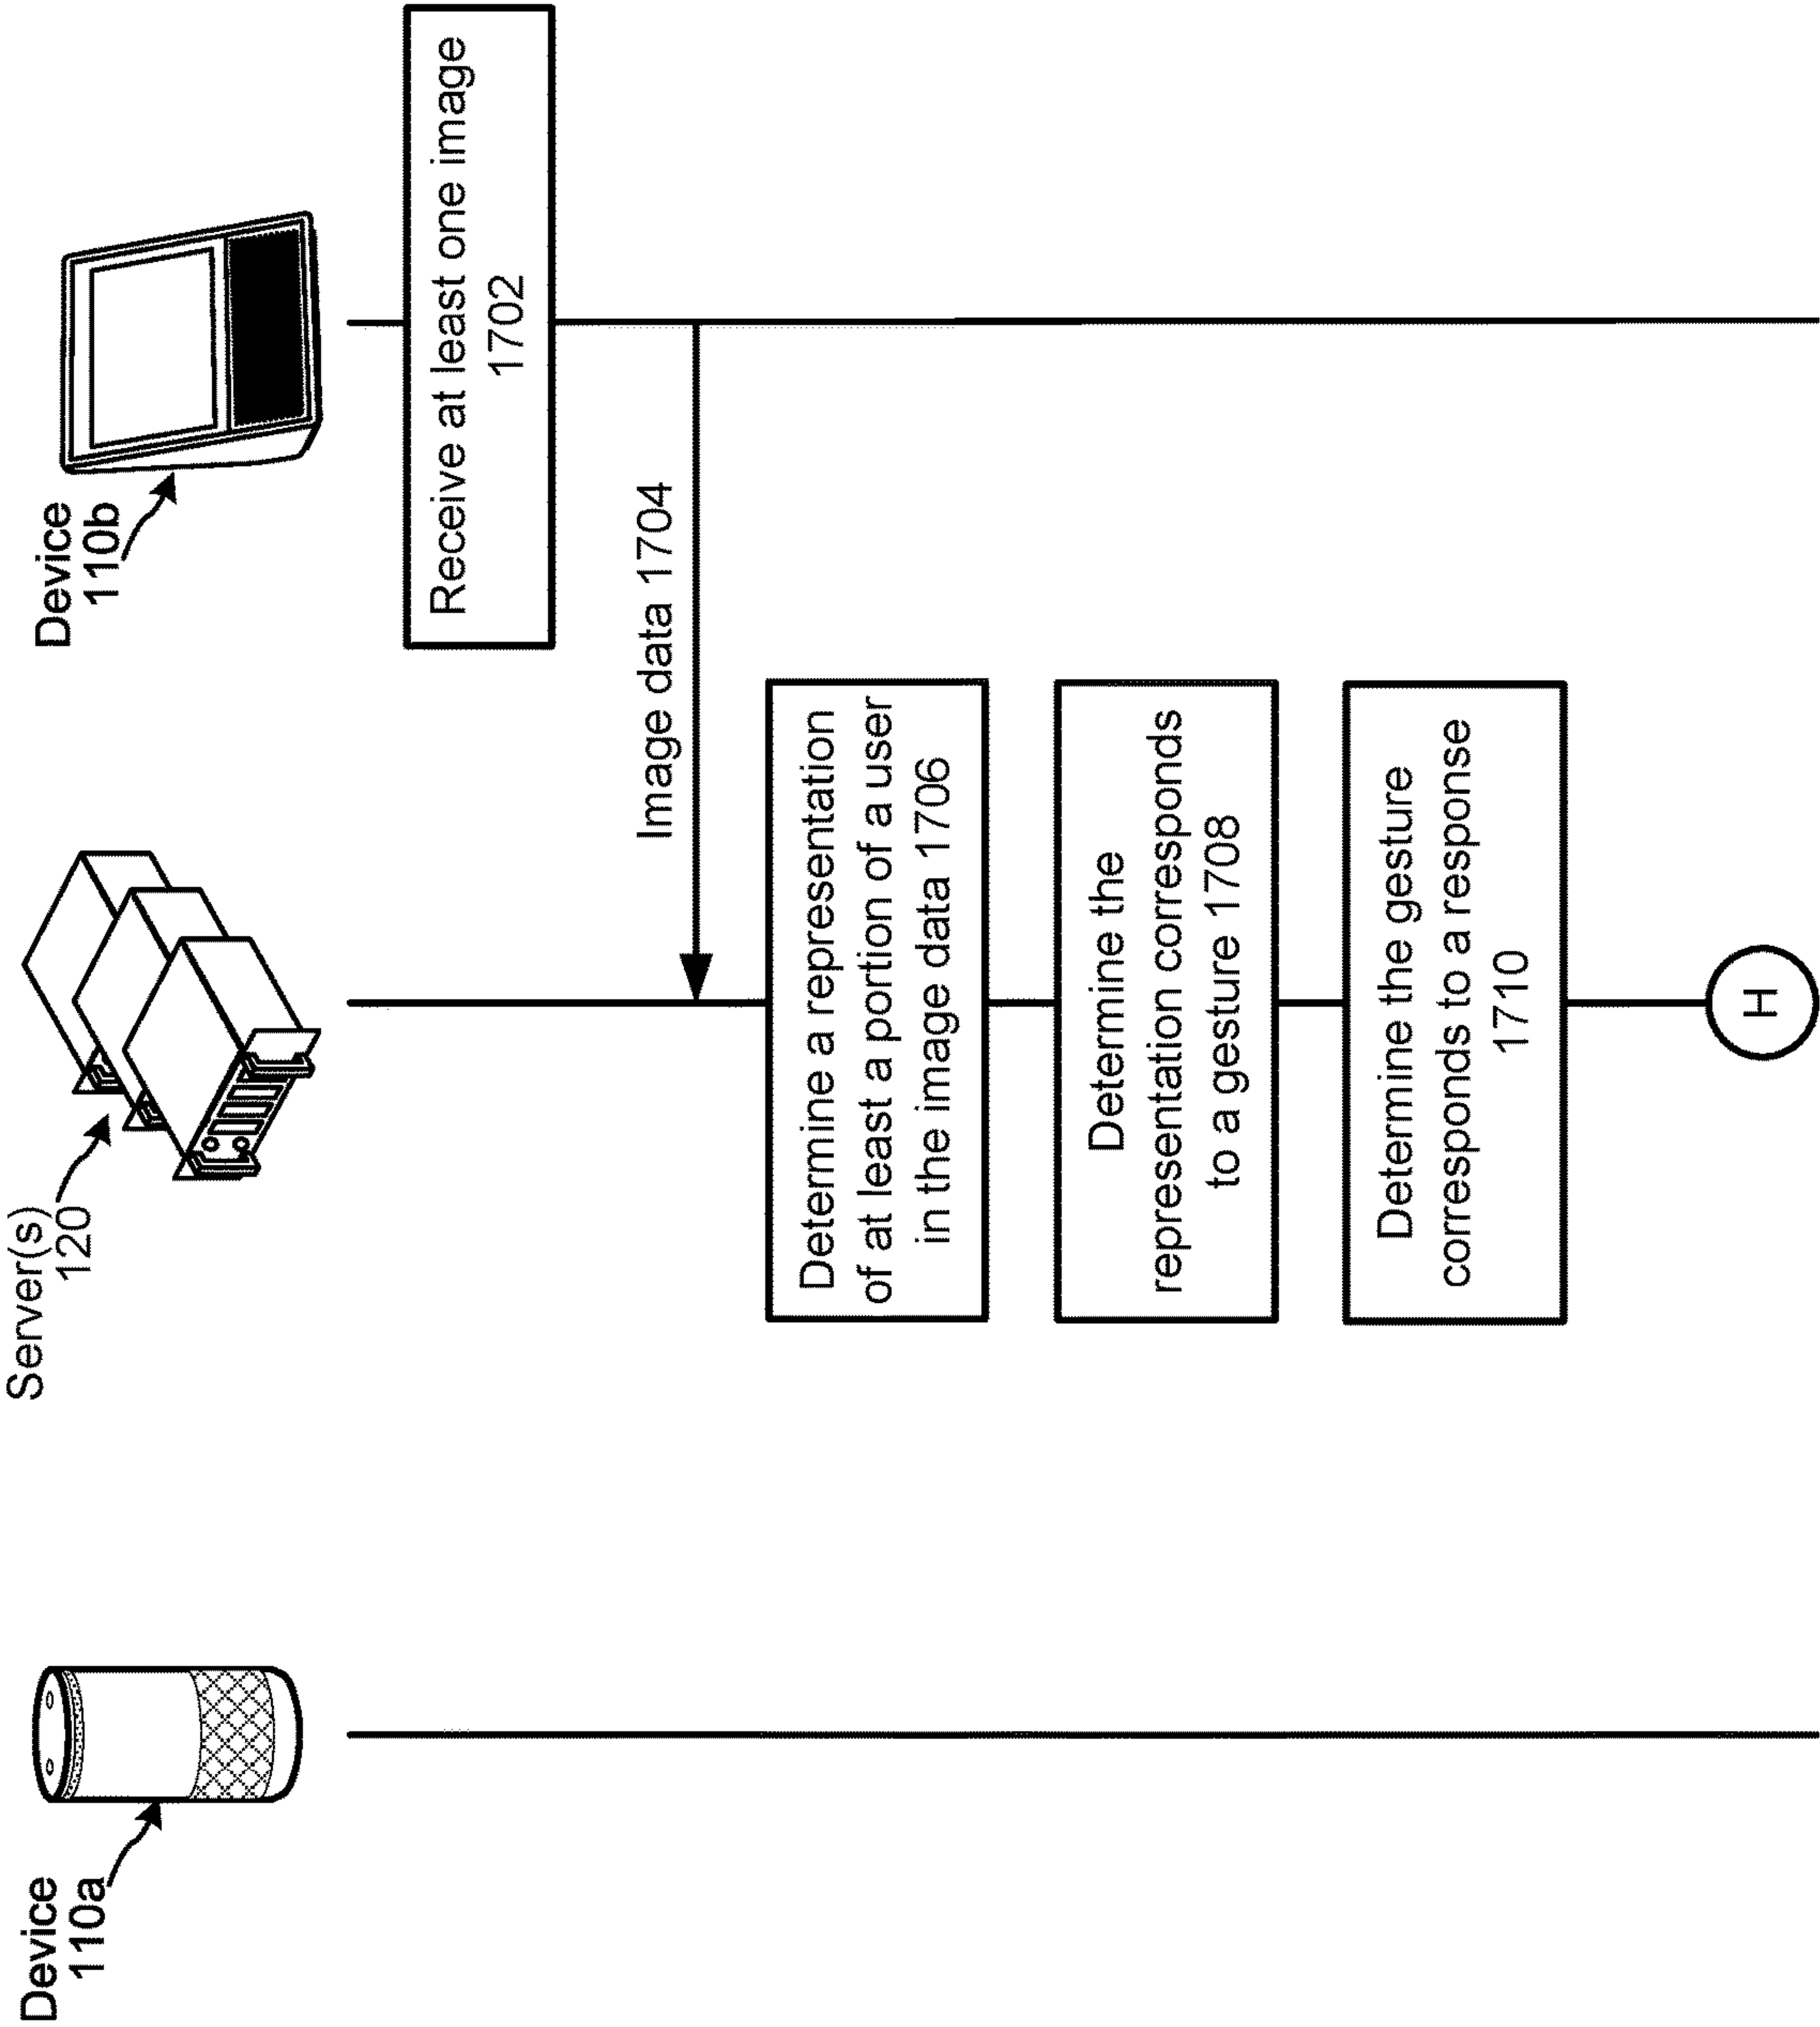 Device
110a
Server(s)
120
Device
110b
Receive at least one image
1702
Image data 1704
Determine a representation
of at least a portion of a user
in the image data 1706
Determine the
representation corresponds
to a gesture 1708
Determine the gesture
corresponds to a response
1710
H